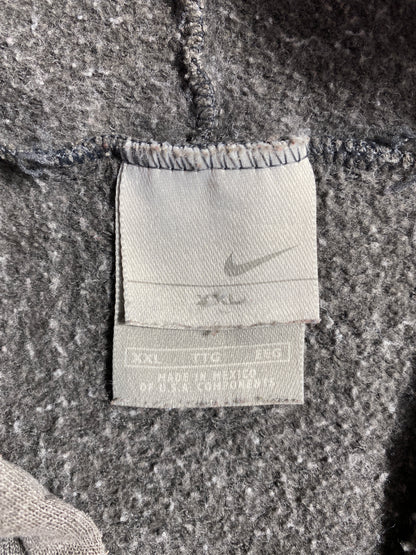 XXL
XXL TTG EEG
MADE IN MEXICO
OF U.S.A. COMPONENTS